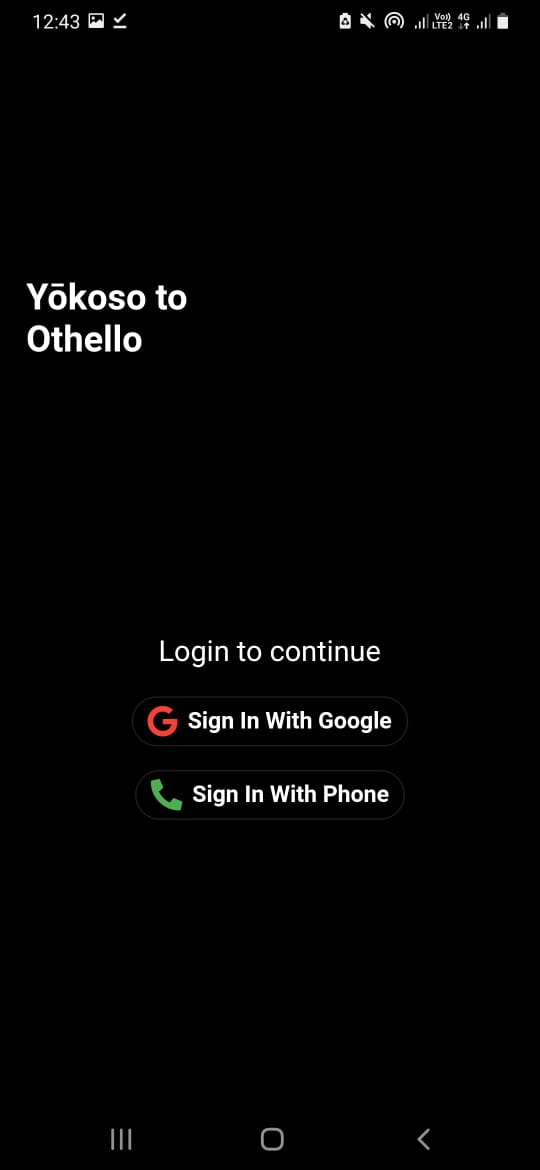 12:43
Vo)) LTE2 4G
Yōkoso to
Othello
Login to continue
G Sign In With Google
Sign In With Phone